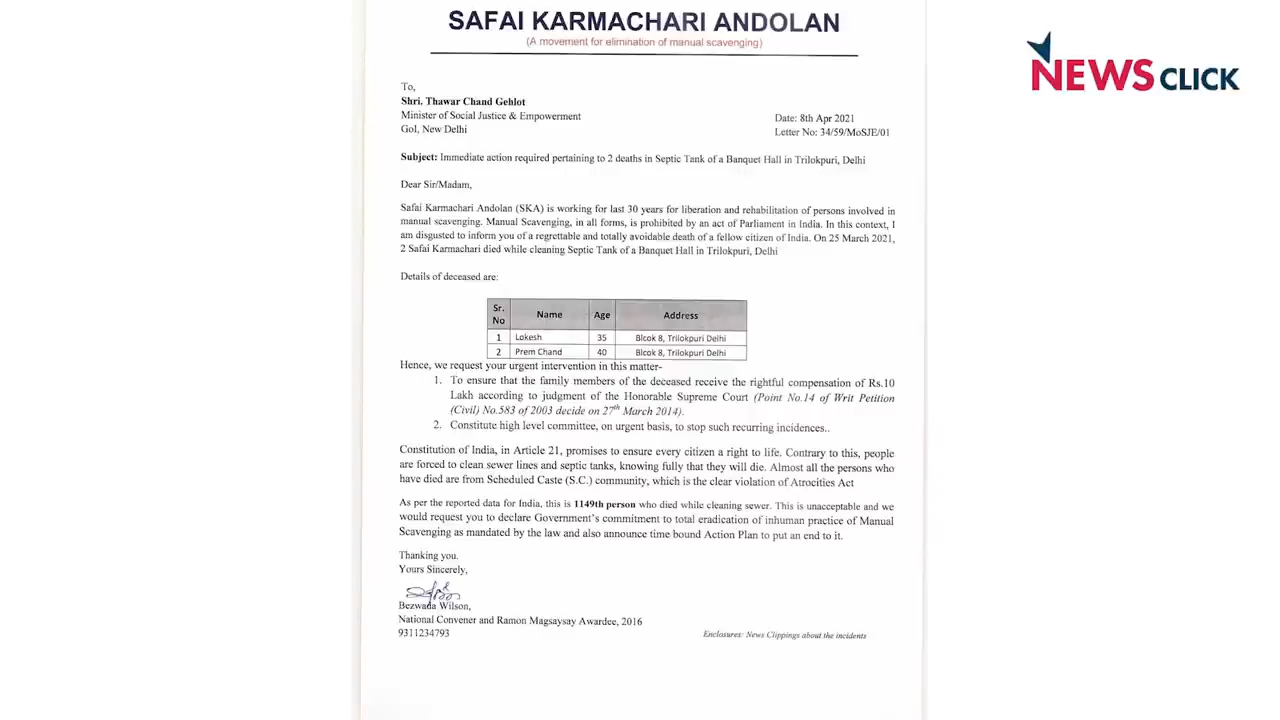 SAFAI KARMACHARI ANDOLAN
(A movement for elimination of manual scavenging)
NEWSCLICK
To,
Shri. Thawar Chand Gehlot
Minister of Social Justice & Empowerment
GoI, New Delhi
Date: 8th Apr 2021
Letter No: 34/59/MoSJE/01
Subject: Immediate action required pertaining to 2 deaths in Septic Tank of a Banquet Hall in Trilokpuri, Delhi
Dear Sir/Madam,
Safai Karmachari Andolan (SKA) is working for last 30 years for liberation and rehabilitation of persons involved in
manual scavenging. Manual Scavenging, in all forms, is prohibited by an act of Parliament in India. In this context, I
am disgusted to inform you of a regrettable and totally avoidable death of a fellow citizen of India. On 25 March 2021,
2 Safai Karmachari died while cleaning Septic Tank of a Banquet Hall in Trilokpuri, Delhi
Details of deceased are:
Sr. No Name Age Address
1 Lokesh 35 Blcok 8, Trilokpuri Delhi
2 Prem Chand 40 Blcok 8, Trilokpuri Delhi
Hence, we request your urgent intervention in this matter-
1. To ensure that the family members of the deceased receive the rightful compensation of Rs.10
Lakh according to judgment of the Honorable Supreme Court (Point No.14 of Writ Petition
(Civil) No.583 of 2003 decide on 27th March 2014).
2. Constitute high level committee, on urgent basis, to stop such recurring incidences..
Constitution of India, in Article 21, promises to ensure every citizen a right to life. Contrary to this, people
are forced to clean sewer lines and septic tanks, knowing fully that they will die. Almost all the persons who
have died are from Scheduled Caste (S.C.) community, which is the clear violation of Atrocities Act
As per the reported data for India, this is 1149th person who died while cleaning sewer. This is unacceptable and we
would request you to declare Government's commitment to total eradication of inhuman practice of Manual
Scavenging as mandated by the law and also announce time bound Action Plan to put an end to it.
Thanking you.
Yours Sincerely,
Bezwada Wilson,
National Convener and Ramon Magsaysay Awardee, 2016
9311234793
Enclosures: News Clippings about the incidents